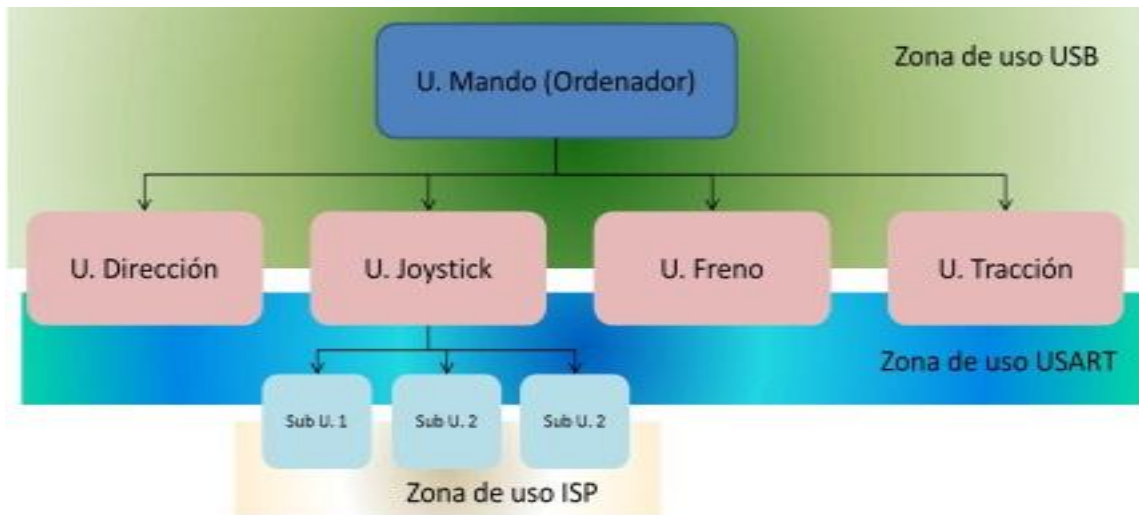 Zona de uso USB
U. Mando (Ordenador)
U. Dirección
U. Joystick
U. Freno
U. Tracción
Zona de uso USART
Sub U. 1
Sub U. 2
Sub U. 2
Zona de uso ISP